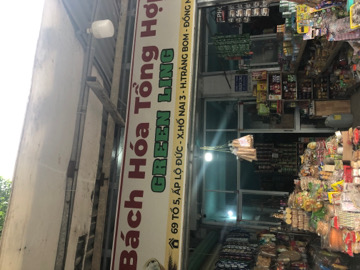 Bách Hóa Tổng Hợp
GREEN LING
69 TỔ 5, ẤP LỘ ĐỨC - X.HỐ NAI 3 - H.TRẢNG BOM - ĐỒNG